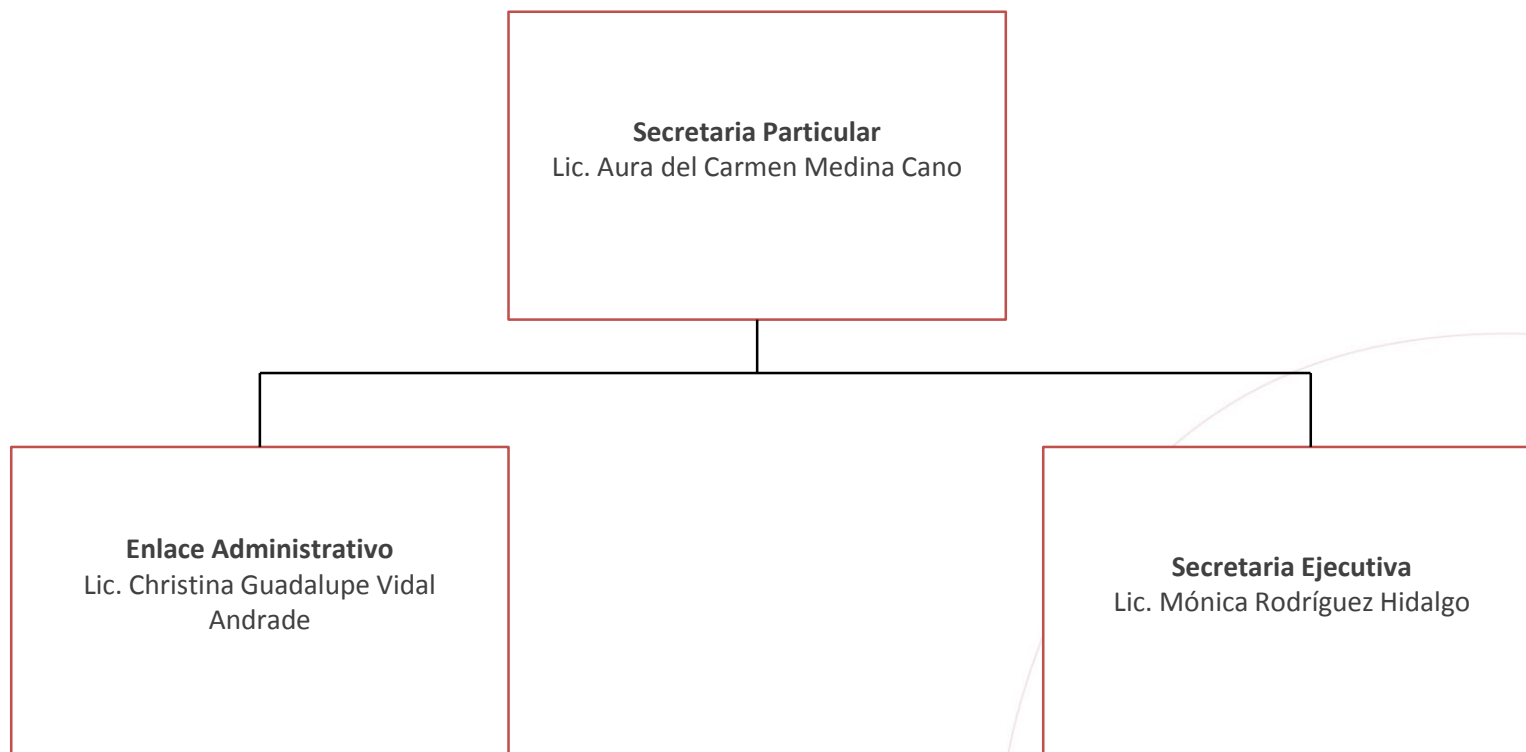 Secretaria Particular
Lic. Aura del Carmen Medina Cano
Enlace Administrativo
Lic. Christina Guadalupe Vidal
Andrade
Secretaria Ejecutiva
Lic. Mónica Rodríguez Hidalgo